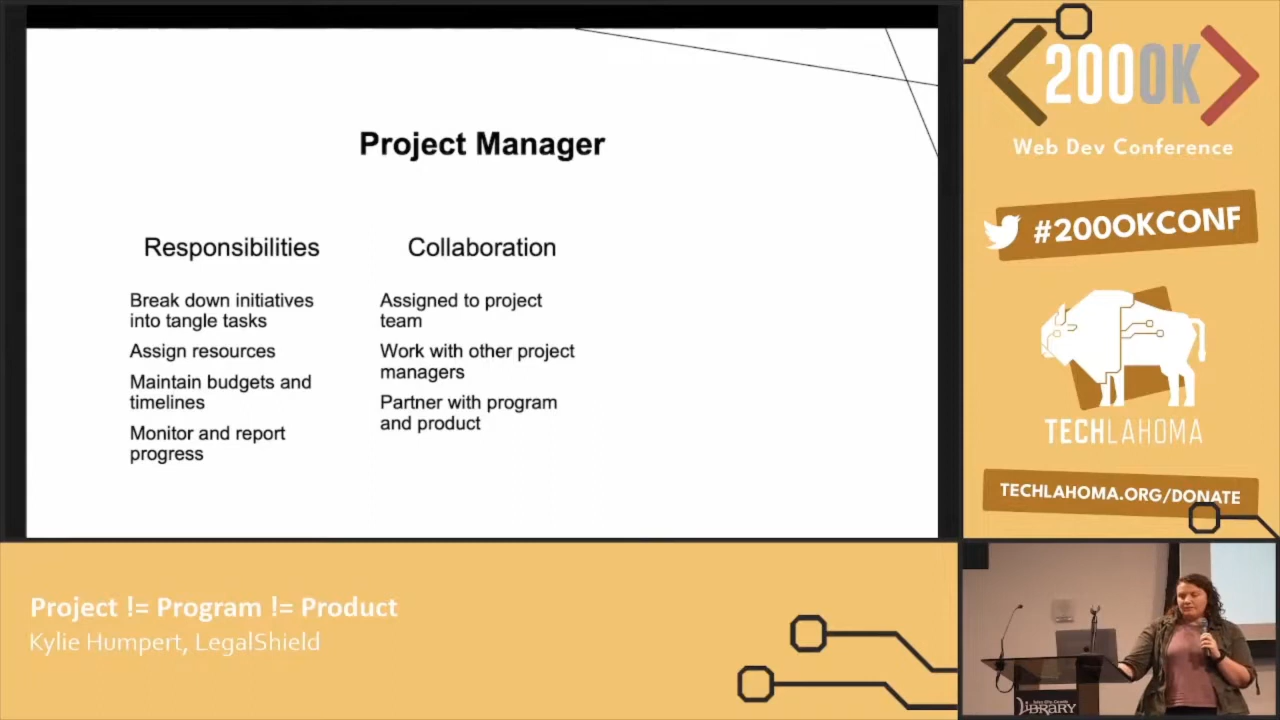 Project Manager
Responsibilities
Break down initiatives
into tangle tasks
Assign resources
Maintain budgets and
timelines
Monitor and report
progress
Collaboration
Assigned to project
team
Work with other project
managers
Partner with program
and product
200OK
Web Dev Conference
#200OKCONF
TECHLAHOMA
TECHLAHOMA.ORG/DONATE
Project != Program != Product
Kylie Humpert, LegalShield
LIBRARY